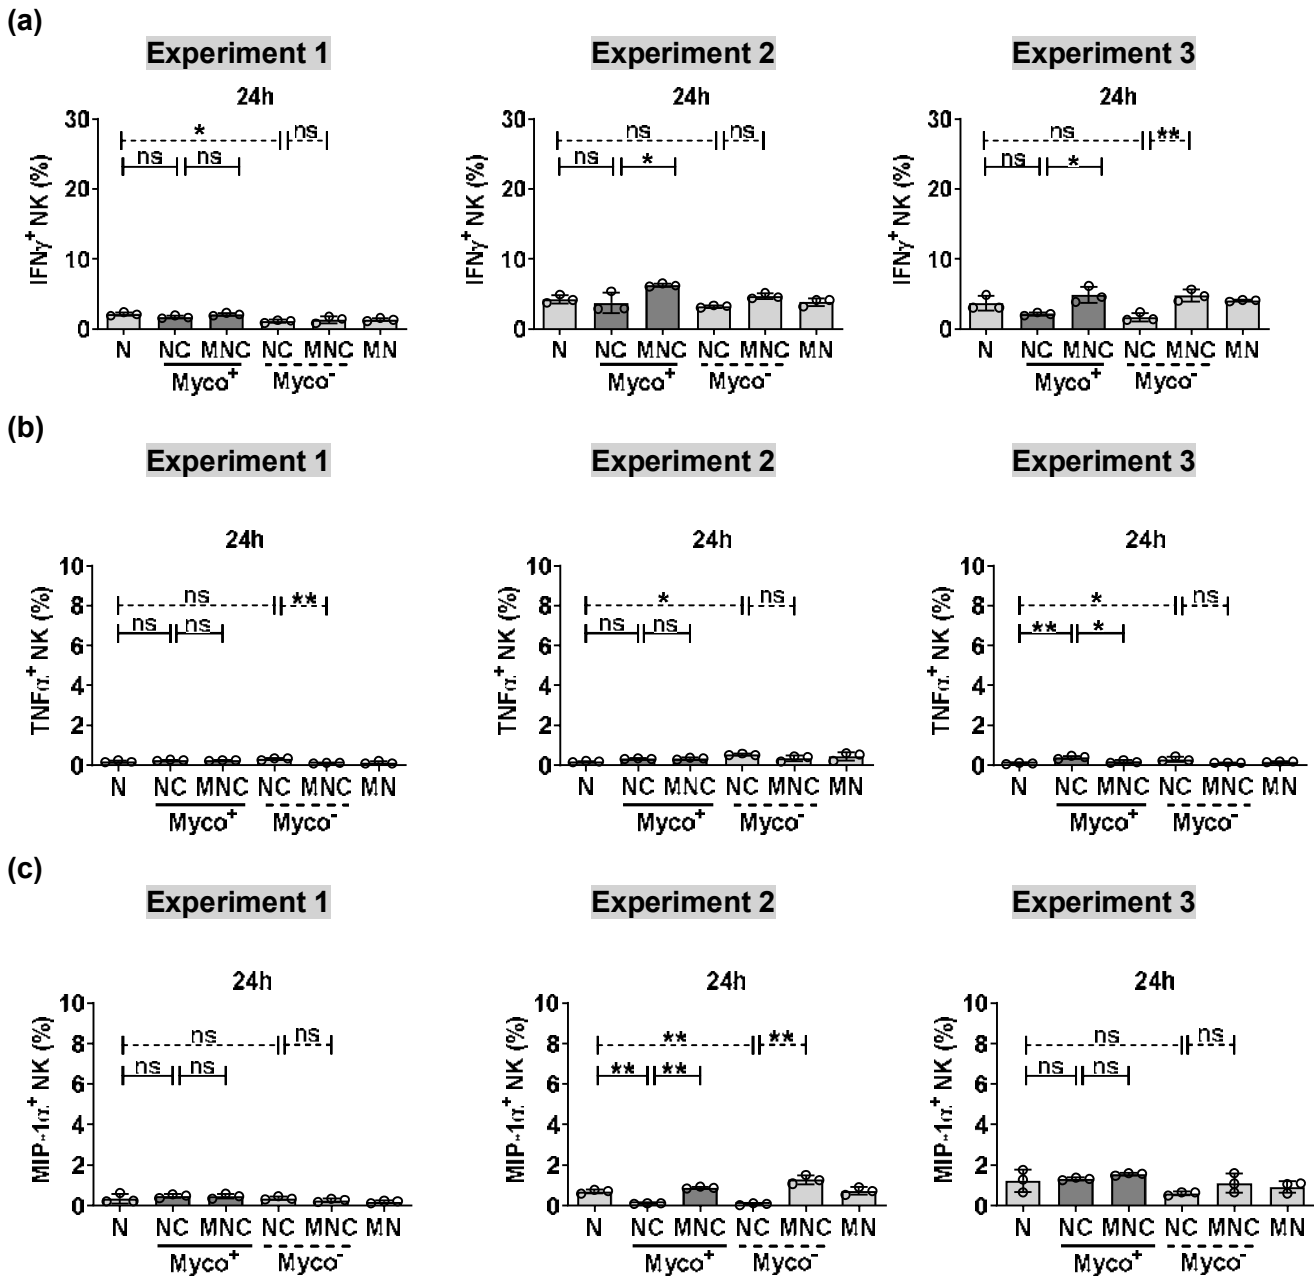 (a)
Experiment 1 Experiment 2 Experiment 3
24h 24h 24h
30 30 30
* ns ns ns ns **
ns ns ns * ns *
20 20 20
IFNγ⁺ NK (%) IFNγ⁺ NK (%) IFNγ⁺ NK (%)
10 10 10
0 0 0
N NC MNC NC MNC MN N NC MNC NC MNC MN N NC MNC NC MNC MN
Myco⁺ Myco⁻ Myco⁺ Myco⁻ Myco⁺ Myco⁻
(b)
Experiment 1 Experiment 2 Experiment 3
24h 24h 24h
10 10 10
8 ns ** 8 * ns 8 * ns
6 ns ns 6 ns ns 6 ** *
TNFα⁺ NK (%) TNFα⁺ NK (%) TNFα⁺ NK (%)
4 4 4
2 2 2
0 0 0
N NC MNC NC MNC MN N NC MNC NC MNC MN N NC MNC NC MNC MN
Myco⁺ Myco⁻ Myco⁺ Myco⁻ Myco⁺ Myco⁻
(c)
Experiment 1 Experiment 2 Experiment 3
24h 24h 24h
10 10 10
8 ns ns 8 ** ** 8 ns ns
6 ns ns 6 ** ** 6 ns ns
MIP-1α⁺ NK (%) MIP-1α⁺ NK (%) MIP-1α⁺ NK (%)
4 4 4
2 2 2
0 0 0
N NC MNC NC MNC MN N NC MNC NC MNC MN N NC MNC NC MNC MN
Myco⁺ Myco⁻ Myco⁺ Myco⁻ Myco⁺ Myco⁻